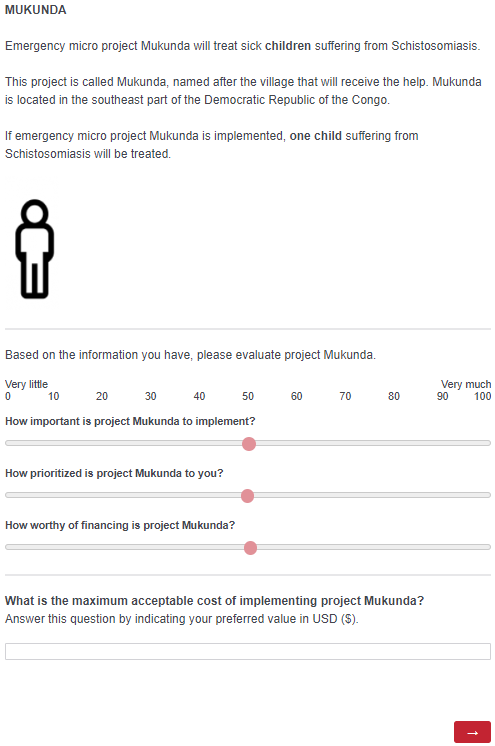 MUKUNDA
Emergency micro project Mukunda will treat sick children suffering from Schistosomiasis.
This project is called Mukunda, named after the village that will receive the help. Mukunda
is located in the southeast part of the Democratic Republic of the Congo.
If emergency micro project Mukunda is implemented, one child suffering from
Schistosomiasis will be treated.
Based on the information you have, please evaluate project Mukunda.
Very little Very much
0 10 20 30 40 50 60 70 80 90 100
How important is project Mukunda to implement?
How prioritized is project Mukunda to you?
How worthy of financing is project Mukunda?
What is the maximum acceptable cost of implementing project Mukunda?
Answer this question by indicating your preferred value in USD ($).
→